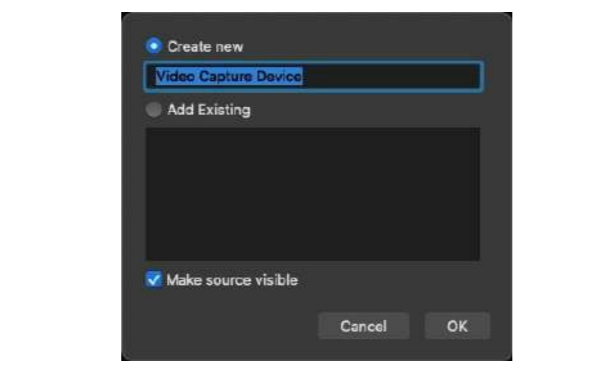 Create new
Video Capture Device
Add Existing
Make source visible
Cancel OK